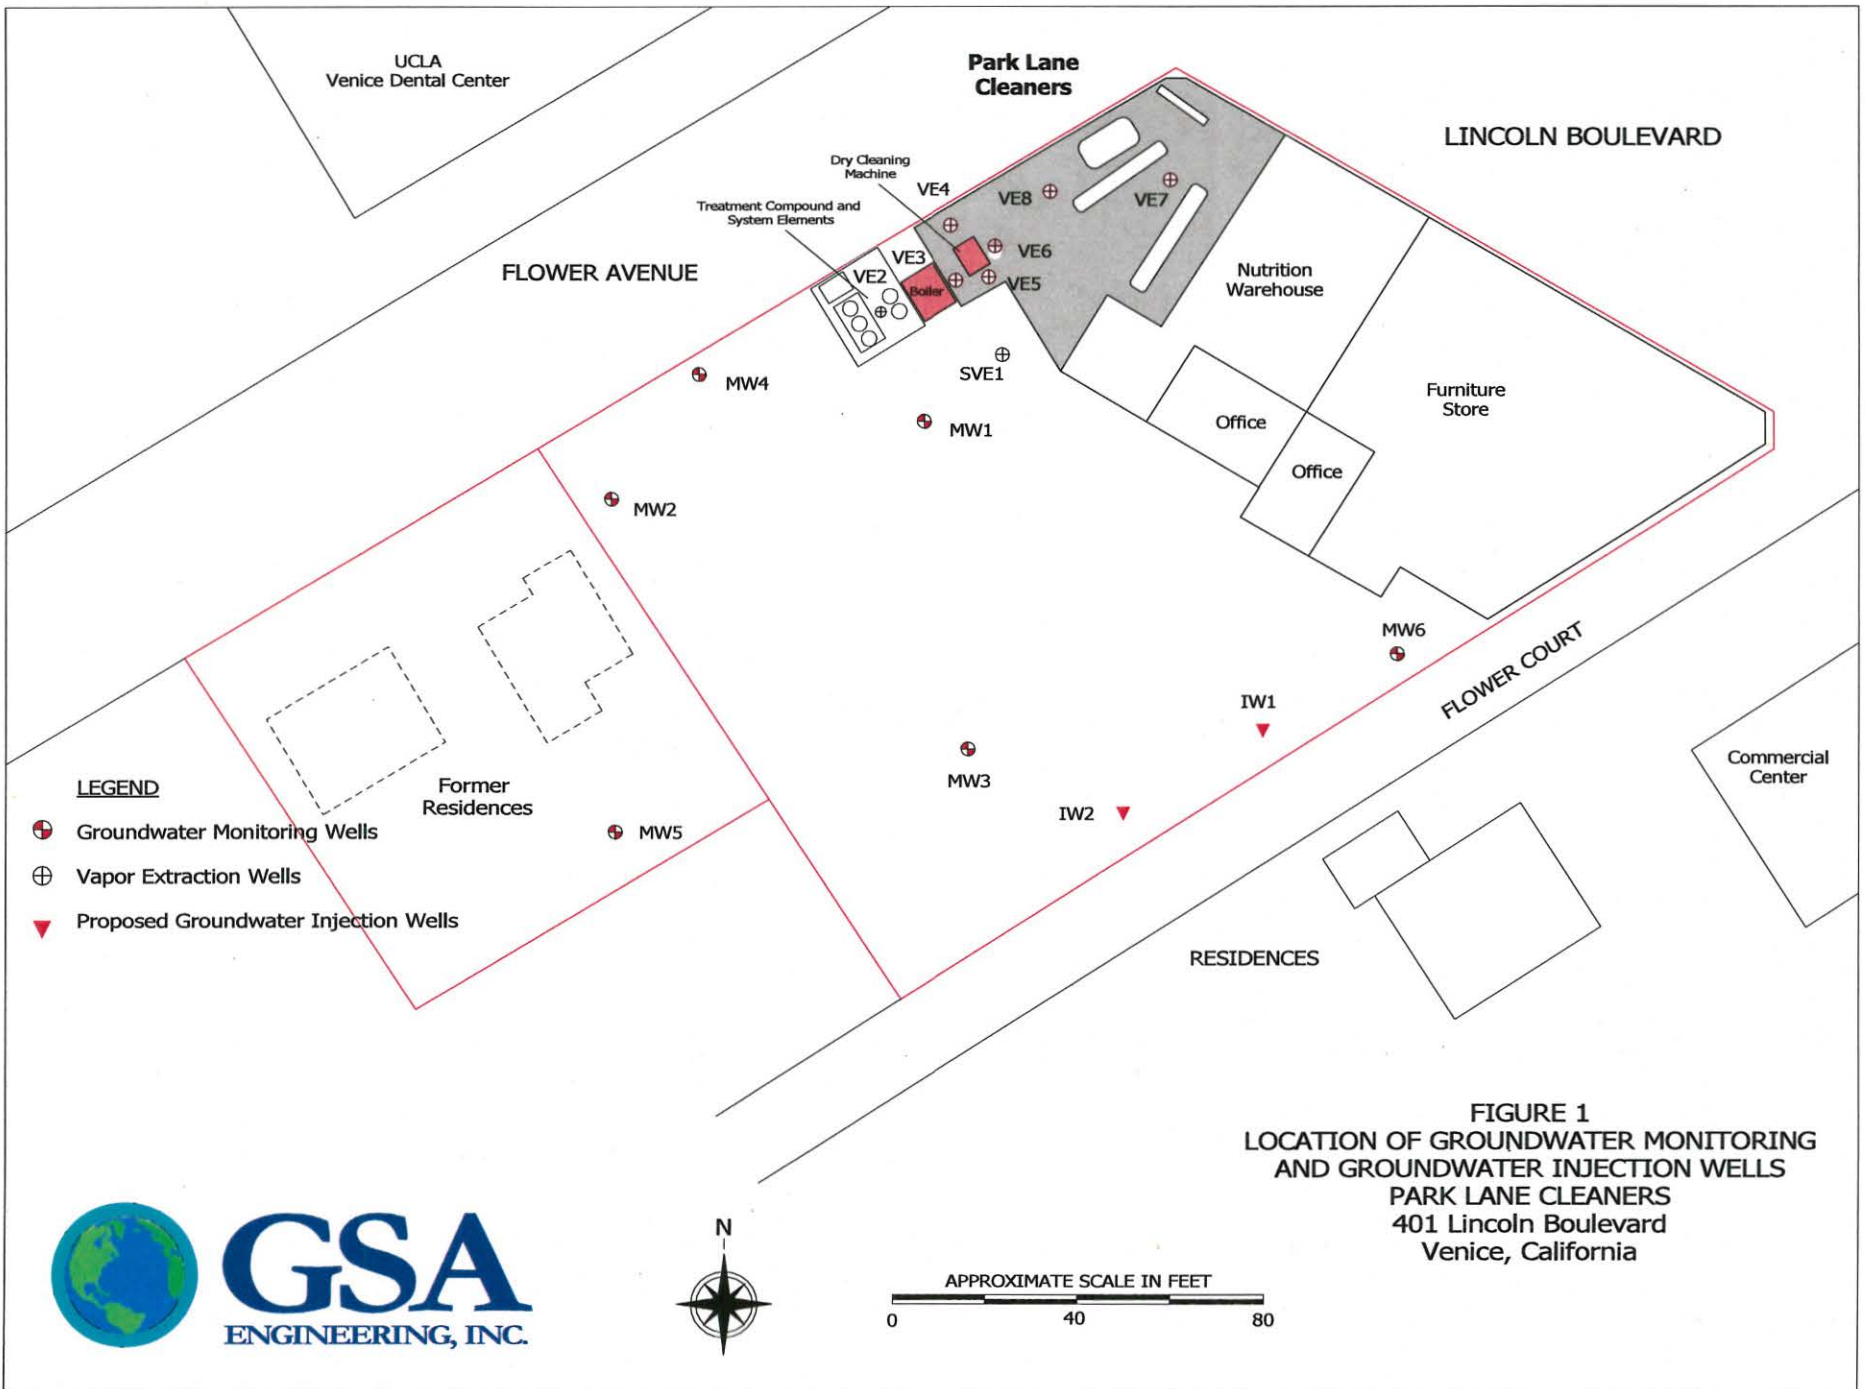 UCLA
Venice Dental Center
Park Lane
Cleaners
LINCOLN BOULEVARD
Dry Cleaning
Machine
VE4
VE8
VE7
Treatment Compound and
System Elements
VE6
VE3
VE2
VE5
Boiler
FLOWER AVENUE
Nutrition
Warehouse
SVE1
MW4
MW1
Furniture
Store
Office
Office
MW2
MW6
FLOWER COURT
IW1
MW3
IW2
Commercial
Center
Former
Residences
MW5
LEGEND
Groundwater Monitoring Wells
Vapor Extraction Wells
Proposed Groundwater Injection Wells
RESIDENCES
FIGURE 1
LOCATION OF GROUNDWATER MONITORING
AND GROUNDWATER INJECTION WELLS
PARK LANE CLEANERS
401 Lincoln Boulevard
Venice, California
GSA
ENGINEERING, INC.
N
APPROXIMATE SCALE IN FEET
0 40 80